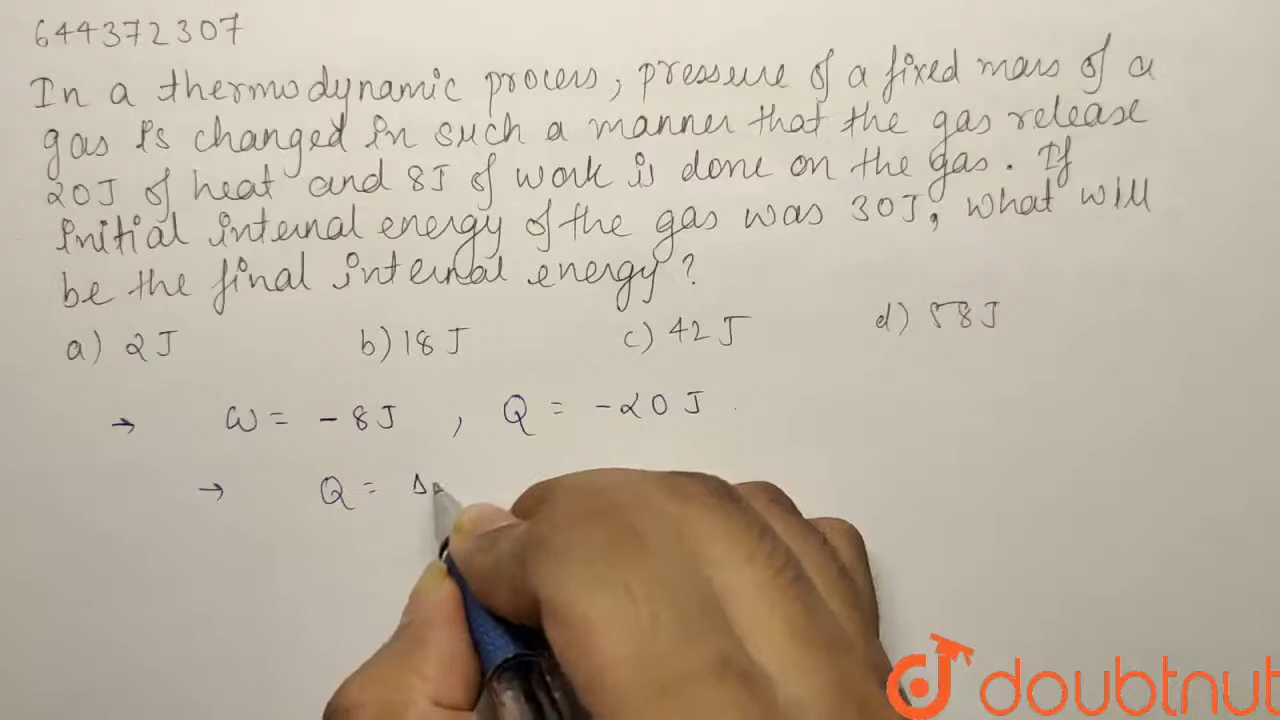 644372307
In a thermodynamic process, pressure of a fixed mass of a
gas is changed in such a manner that the gas release
20J of heat and 8J of work is done on the gas. If
initial internal energy of the gas was 30J, what will
be the final internal energy?
a) 2J b) 18J c) 42J d) 58J
→ W = -8J , Q = -20J
→ Q = Δ
doubtnut